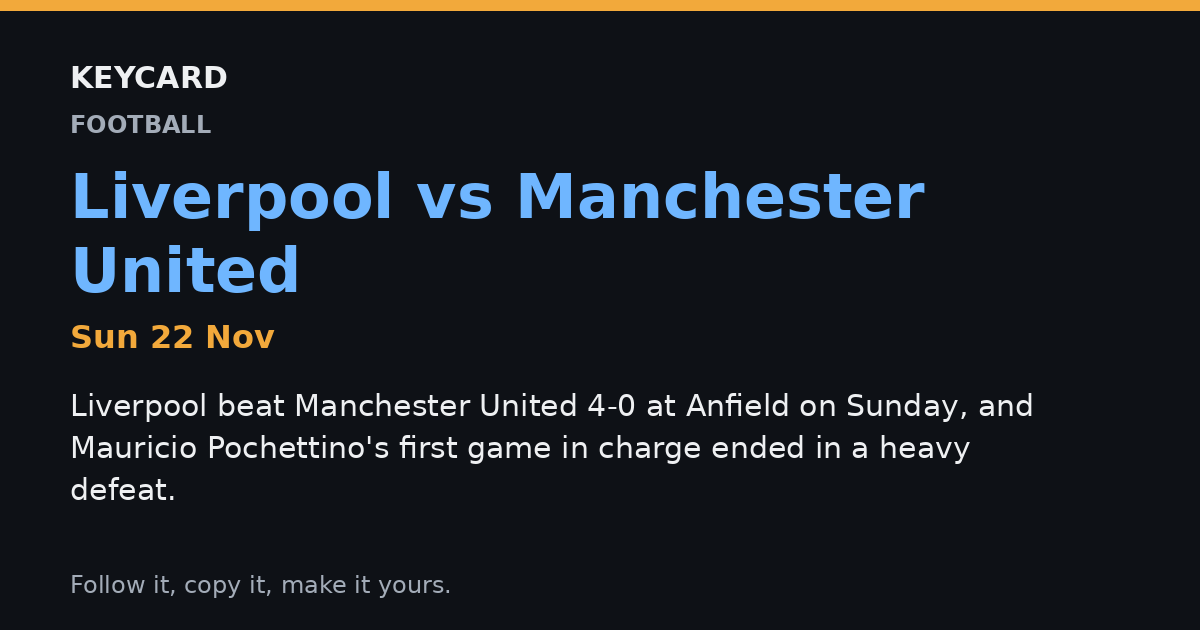 KEYCARD
FOOTBALL
Liverpool vs Manchester
United
Sun 22 Nov
Liverpool beat Manchester United 4-0 at Anfield on Sunday, and
Mauricio Pochettino's first game in charge ended in a heavy
defeat.
Follow it, copy it, make it yours.